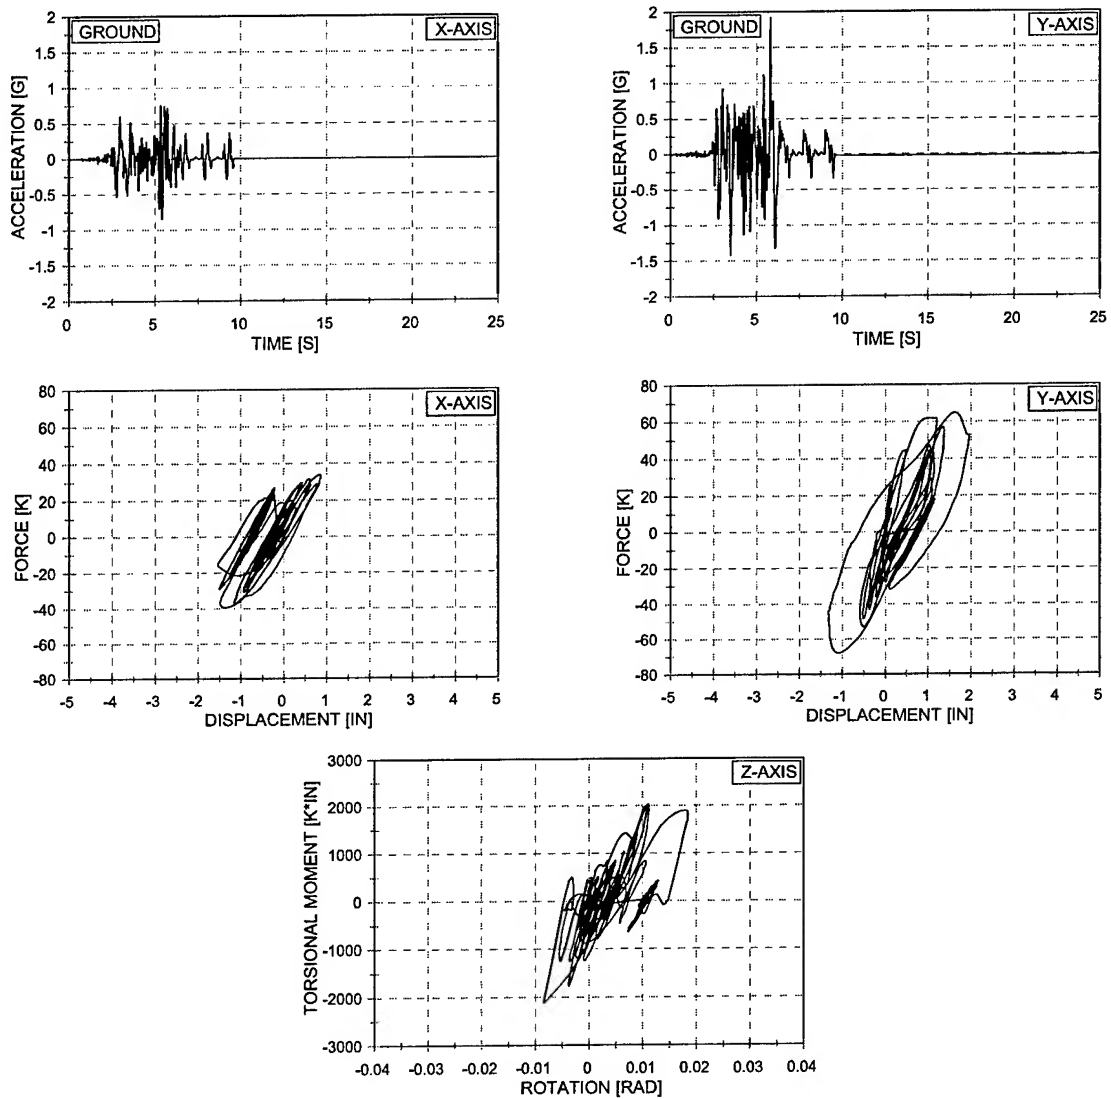 GROUND X-AXIS
ACCELERATION [G]
2
1.5
1
0.5
0
-0.5
-1
-1.5
-2
0 5 10 15 20 25
TIME [S]
GROUND Y-AXIS
ACCELERATION [G]
2
1.5
1
0.5
0
-0.5
-1
-1.5
-2
0 5 10 15 20 25
TIME [S]
X-AXIS
FORCE [K]
80
60
40
20
0
-20
-40
-60
-80
-5 -4 -3 -2 -1 0 1 2 3 4 5
DISPLACEMENT [IN]
Y-AXIS
FORCE [K]
80
60
40
20
0
-20
-40
-60
-80
-5 -4 -3 -2 -1 0 1 2 3 4 5
DISPLACEMENT [IN]
Z-AXIS
TORSIONAL MOMENT [K*IN]
3000
2000
1000
0
-1000
-2000
-3000
-0.04 -0.03 -0.02 -0.01 0 0.01 0.02 0.03 0.04
ROTATION [RAD]